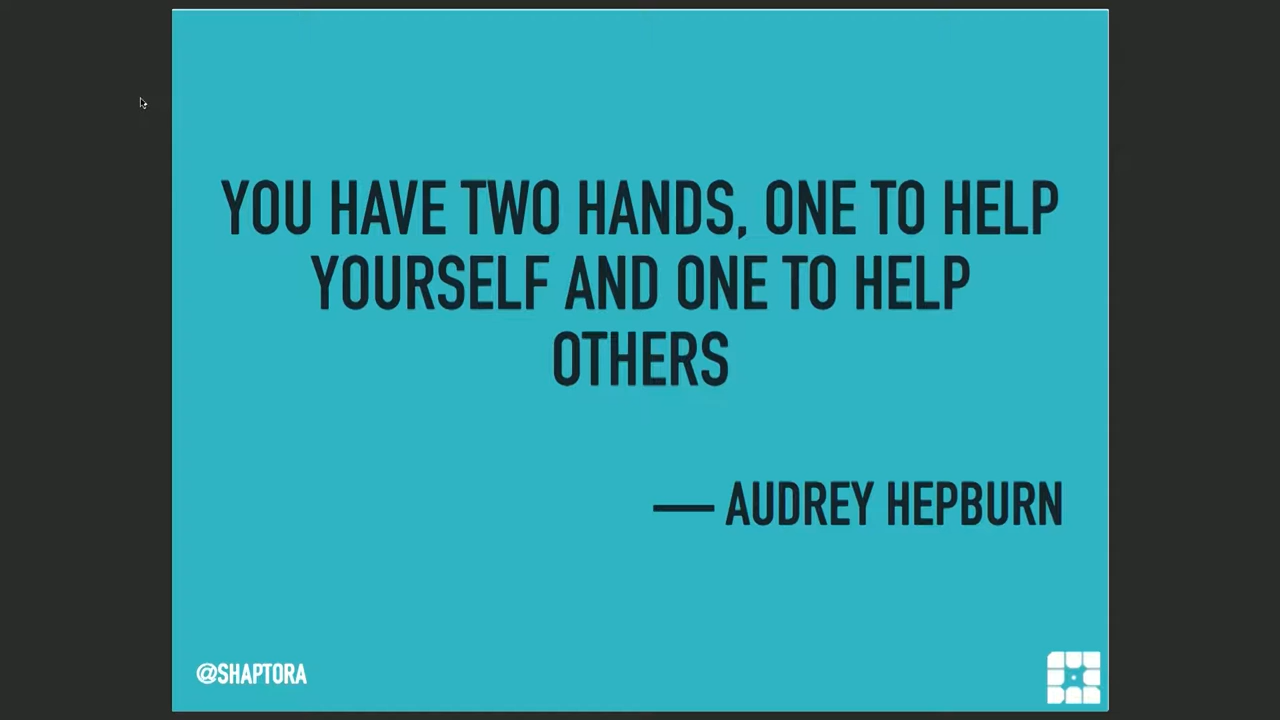 YOU HAVE TWO HANDS, ONE TO HELP
YOURSELF AND ONE TO HELP
OTHERS
— AUDREY HEPBURN
@SHAPTORA